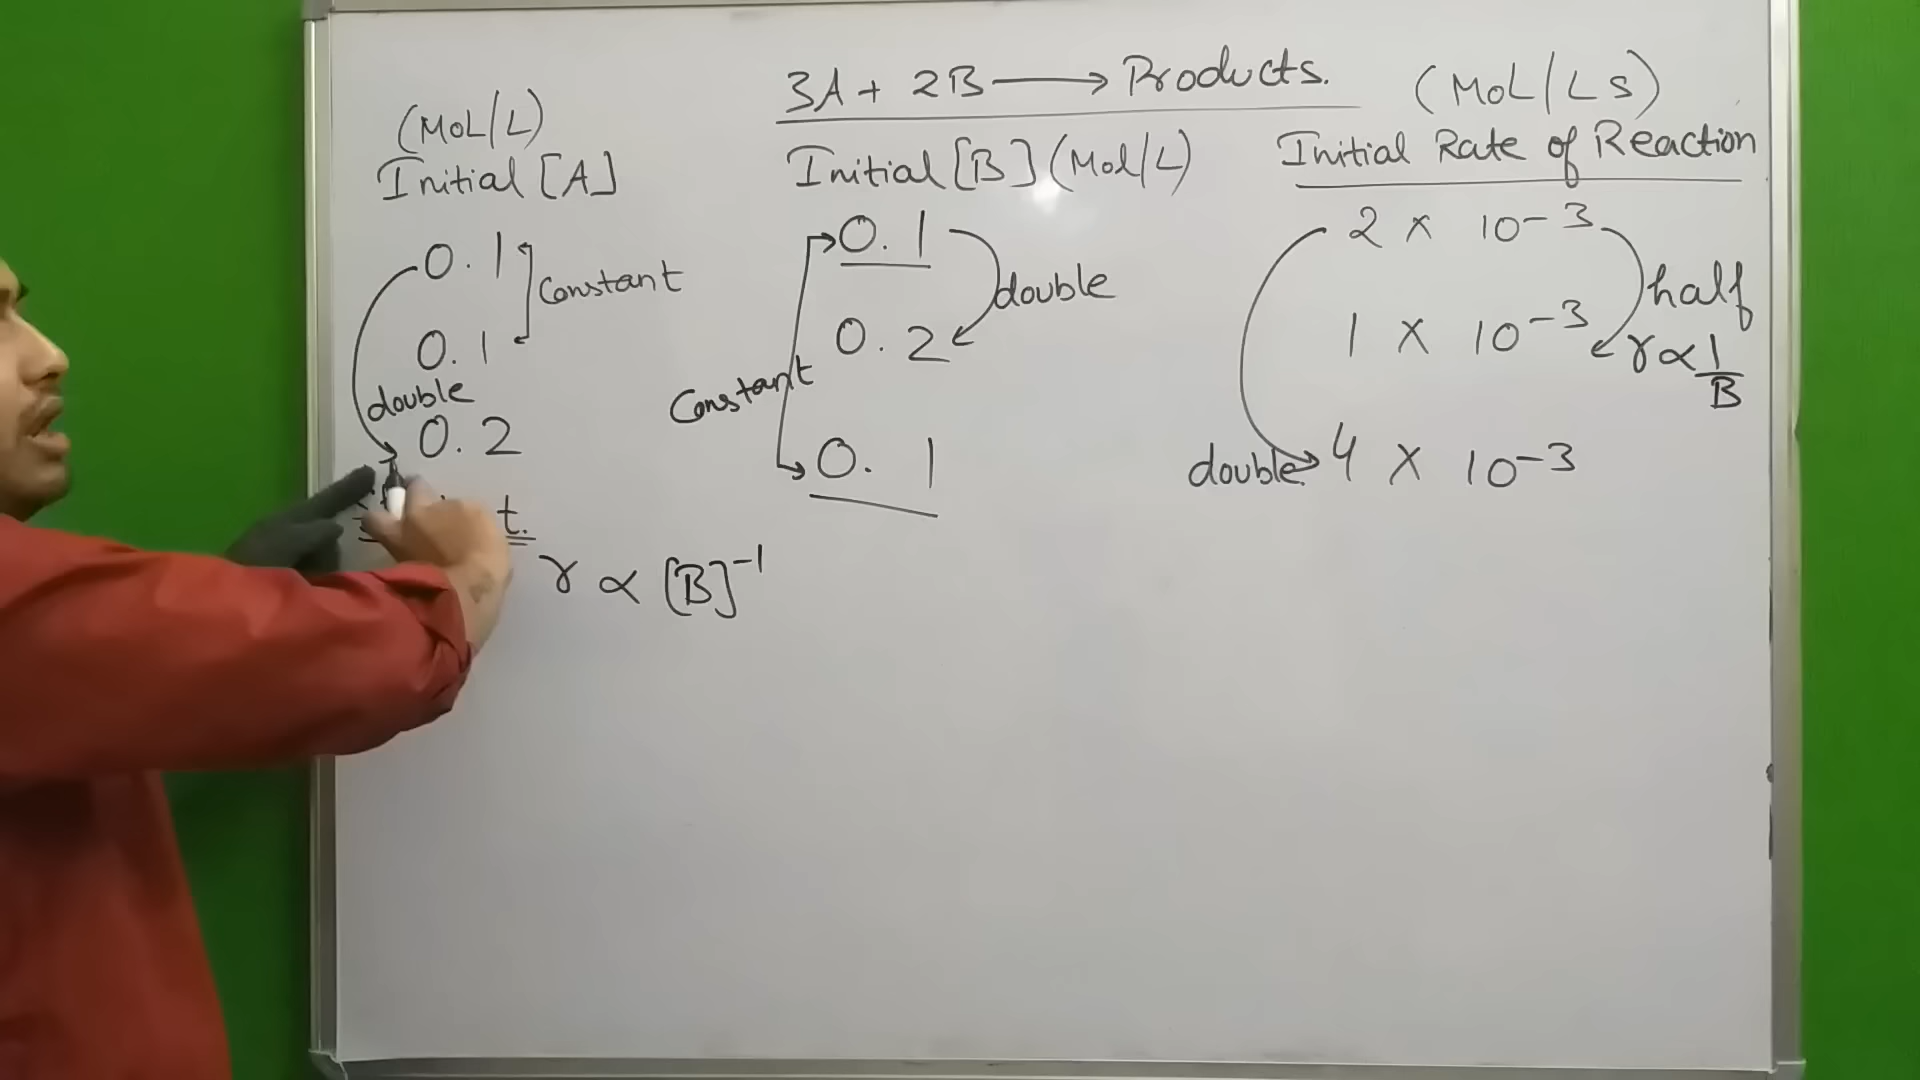 3A + 2B ⟶ Products.
(MoL/L)
Initial [A]
Initial [B] (Mol/L)
(MoL/LS)
Initial Rate of Reaction
0.1
0.1
Constant
double
0.2
0.1
double
0.2
Constant
0.1
2 × 10⁻³
half
1 × 10⁻³
r ∝ 1/B
double
4 × 10⁻³
t.
r ∝ [B]⁻¹